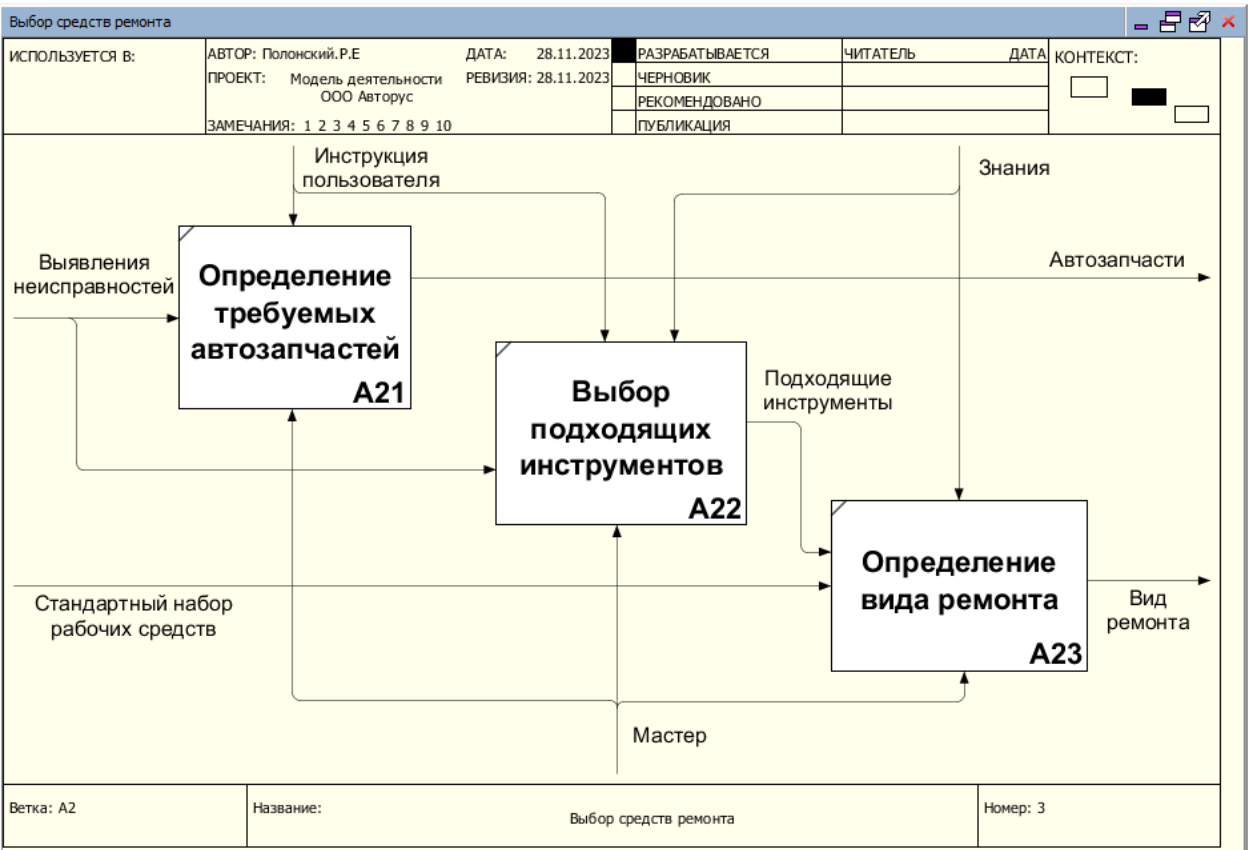 Выбор средств ремонта
ИСПОЛЬЗУЕТСЯ В:
АВТОР: Полонский.Р.Е
ДАТА: 28.11.2023
ПРОЕКТ: Модель деятельности
ООО Авторус
РЕВИЗИЯ: 28.11.2023
ЗАМЕЧАНИЯ: 1 2 3 4 5 6 7 8 9 10
РАЗРАБАТЫВАЕТСЯ
ЧЕРНОВИК
РЕКОМЕНДОВАНО
ПУБЛИКАЦИЯ
ЧИТАТЕЛЬ
ДАТА
КОНТЕКСТ:
Инструкция
пользователя
Знания
Выявления
неисправностей
Определение
требуемых
автозапчастей
A21
Автозапчасти
Выбор
подходящих
инструментов
A22
Подходящие
инструменты
Определение
вида ремонта
A23
Стандартный набор
рабочих средств
Вид
ремонта
Мастер
Ветка: A2
Название:
Выбор средств ремонта
Номер: 3